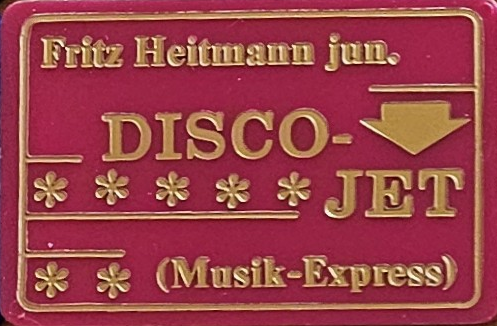 Fritz Heitmann jun.
DISCO-
***** JET
** (Musik-Express)